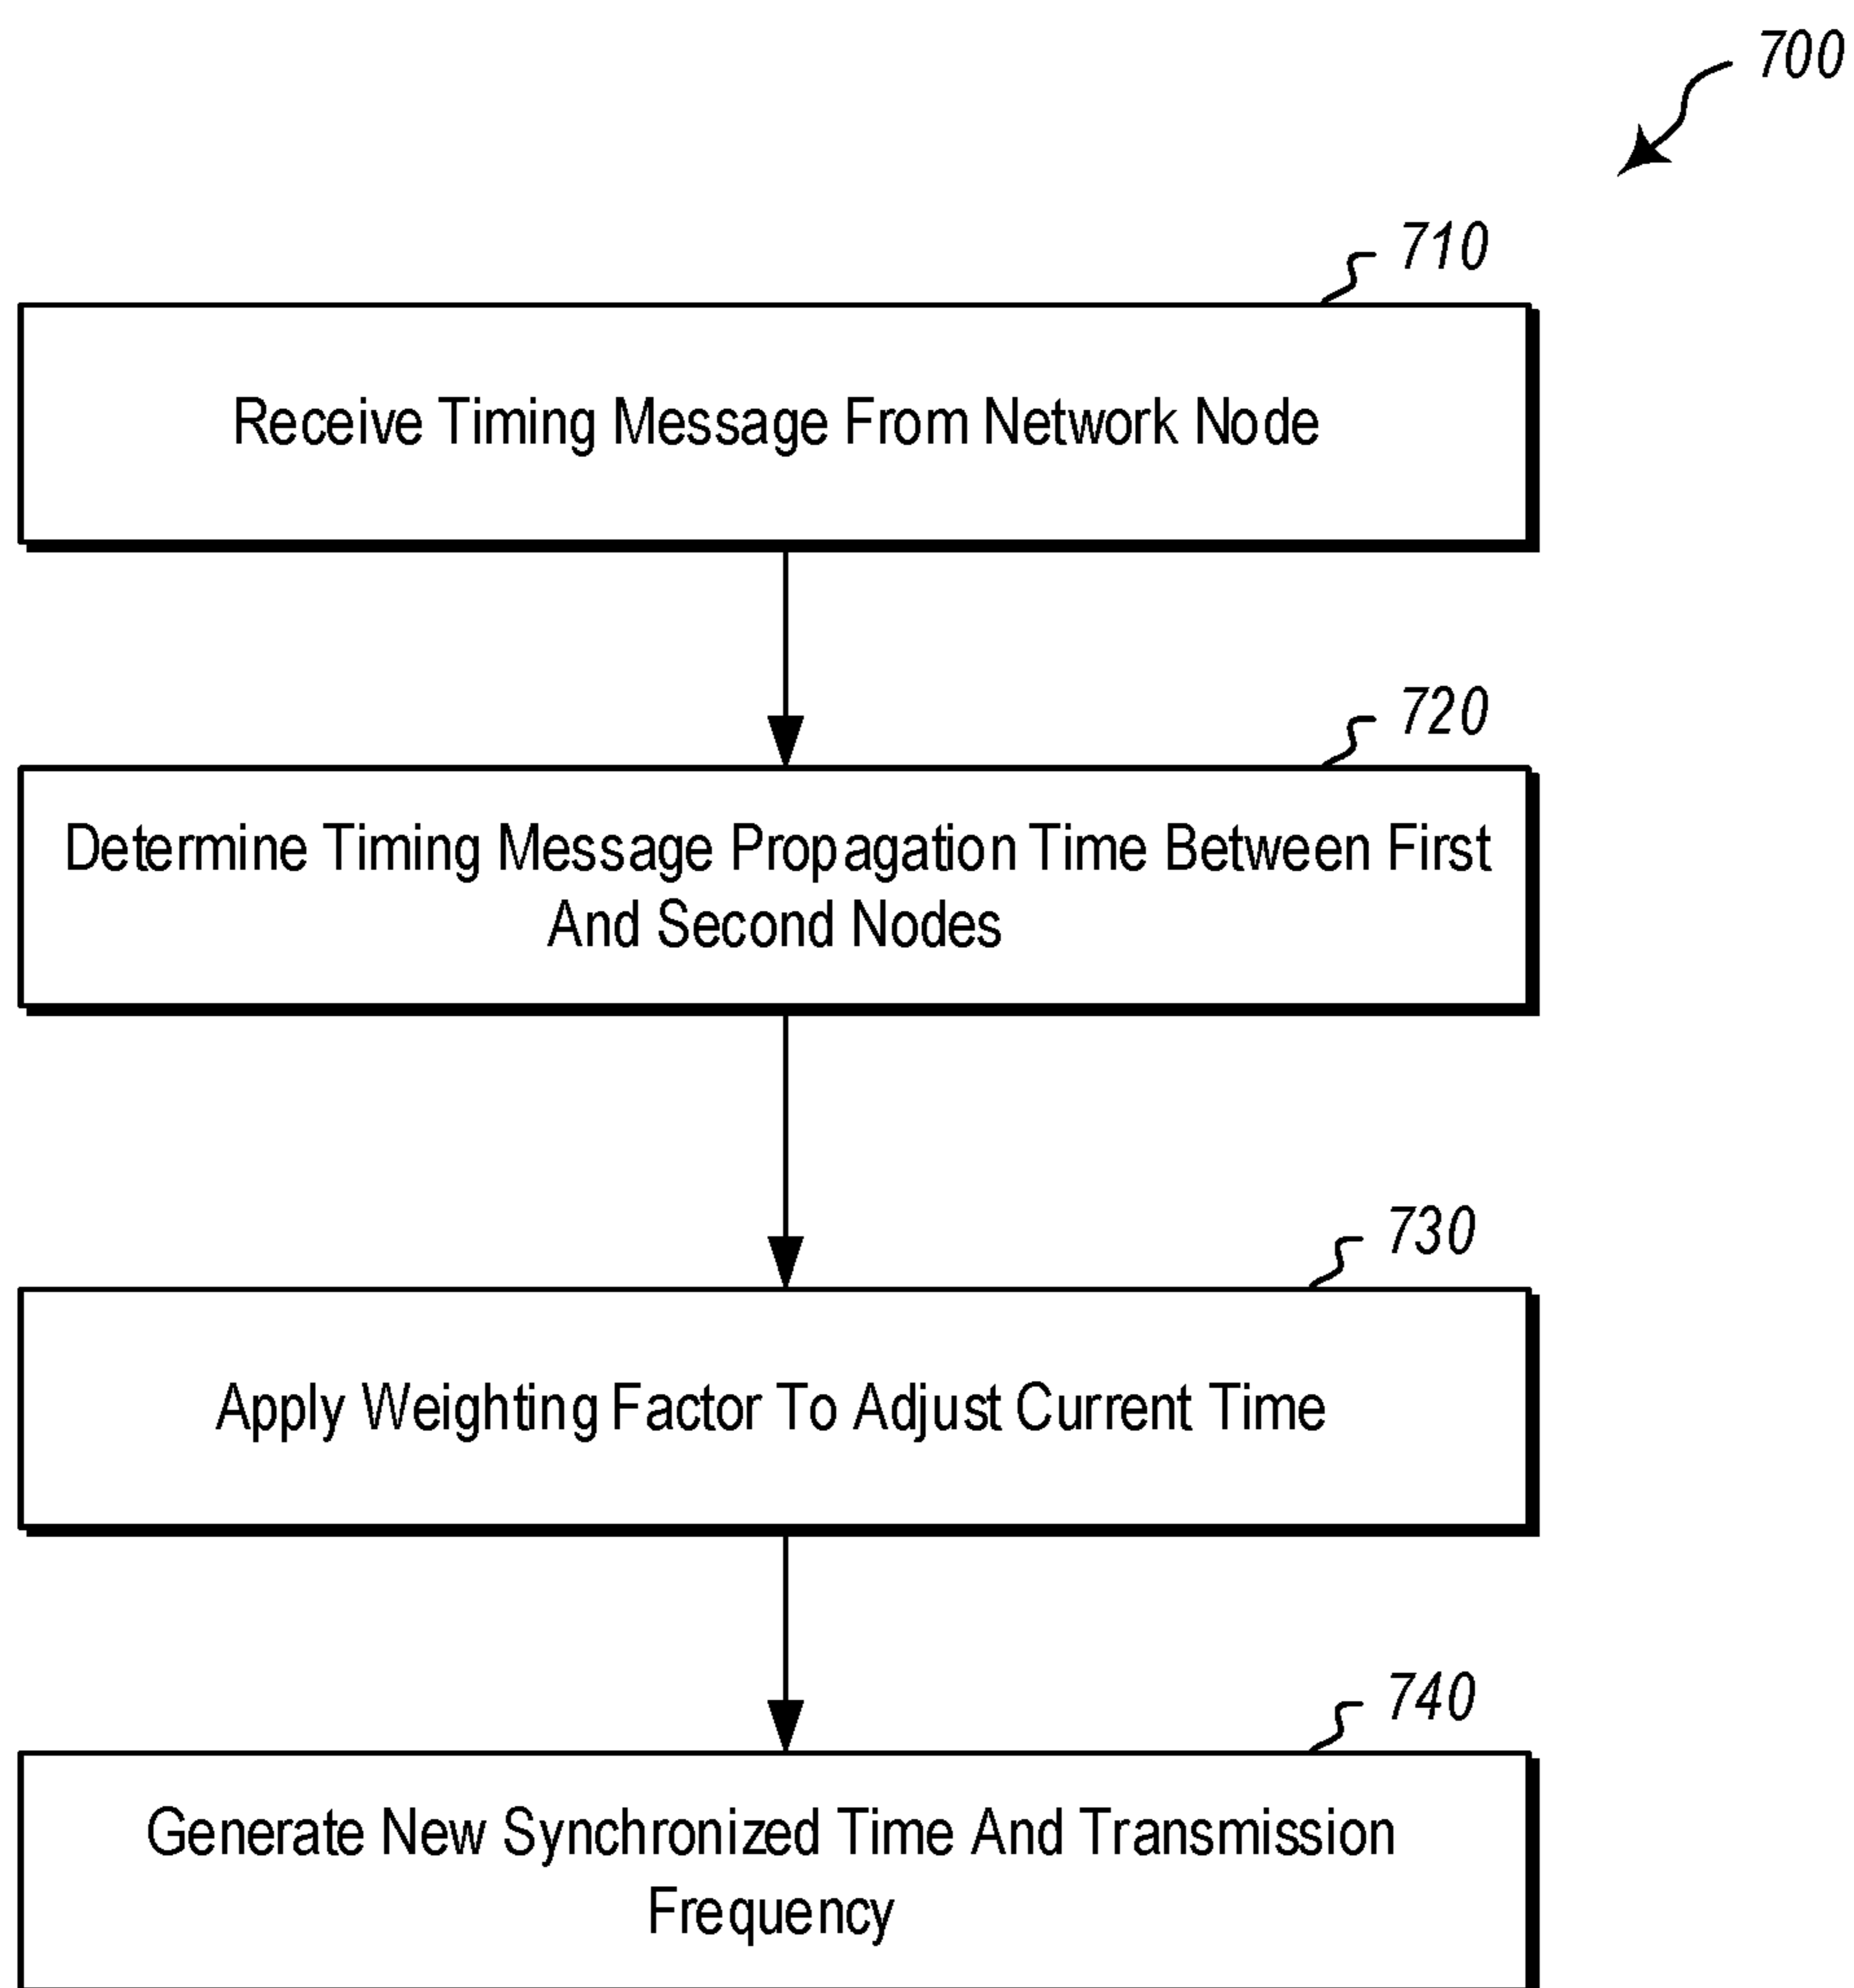 700
710
Receive Timing Message From Network Node
720
Determine Timing Message Propagation Time Between First
And Second Nodes
730
Apply Weighting Factor To Adjust Current Time
740
Generate New Synchronized Time And Transmission
Frequency